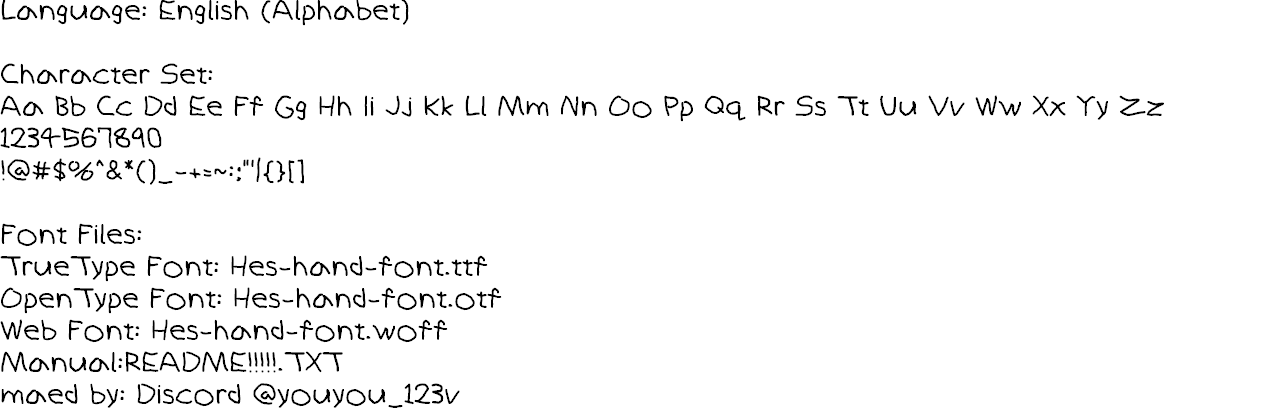 Language: English (Alphabet)
Character Set:
Aa Bb Cc Dd Ee Ff Gg Hh Ii Jj Kk Ll Mm Nn Oo Pp Qq Rr Ss Tt Uu Vv Ww Xx Yy Zz
1234567890
!@#$%^&*()_-+=~:;"'|{}[]
Font Files:
TrueType Font: Hes-hand-font.ttf
OpenType Font: Hes-hand-font.otf
Web Font: Hes-hand-font.woff
Manual:README!!!!!.TXT
maed by: Discord @youyou_123v